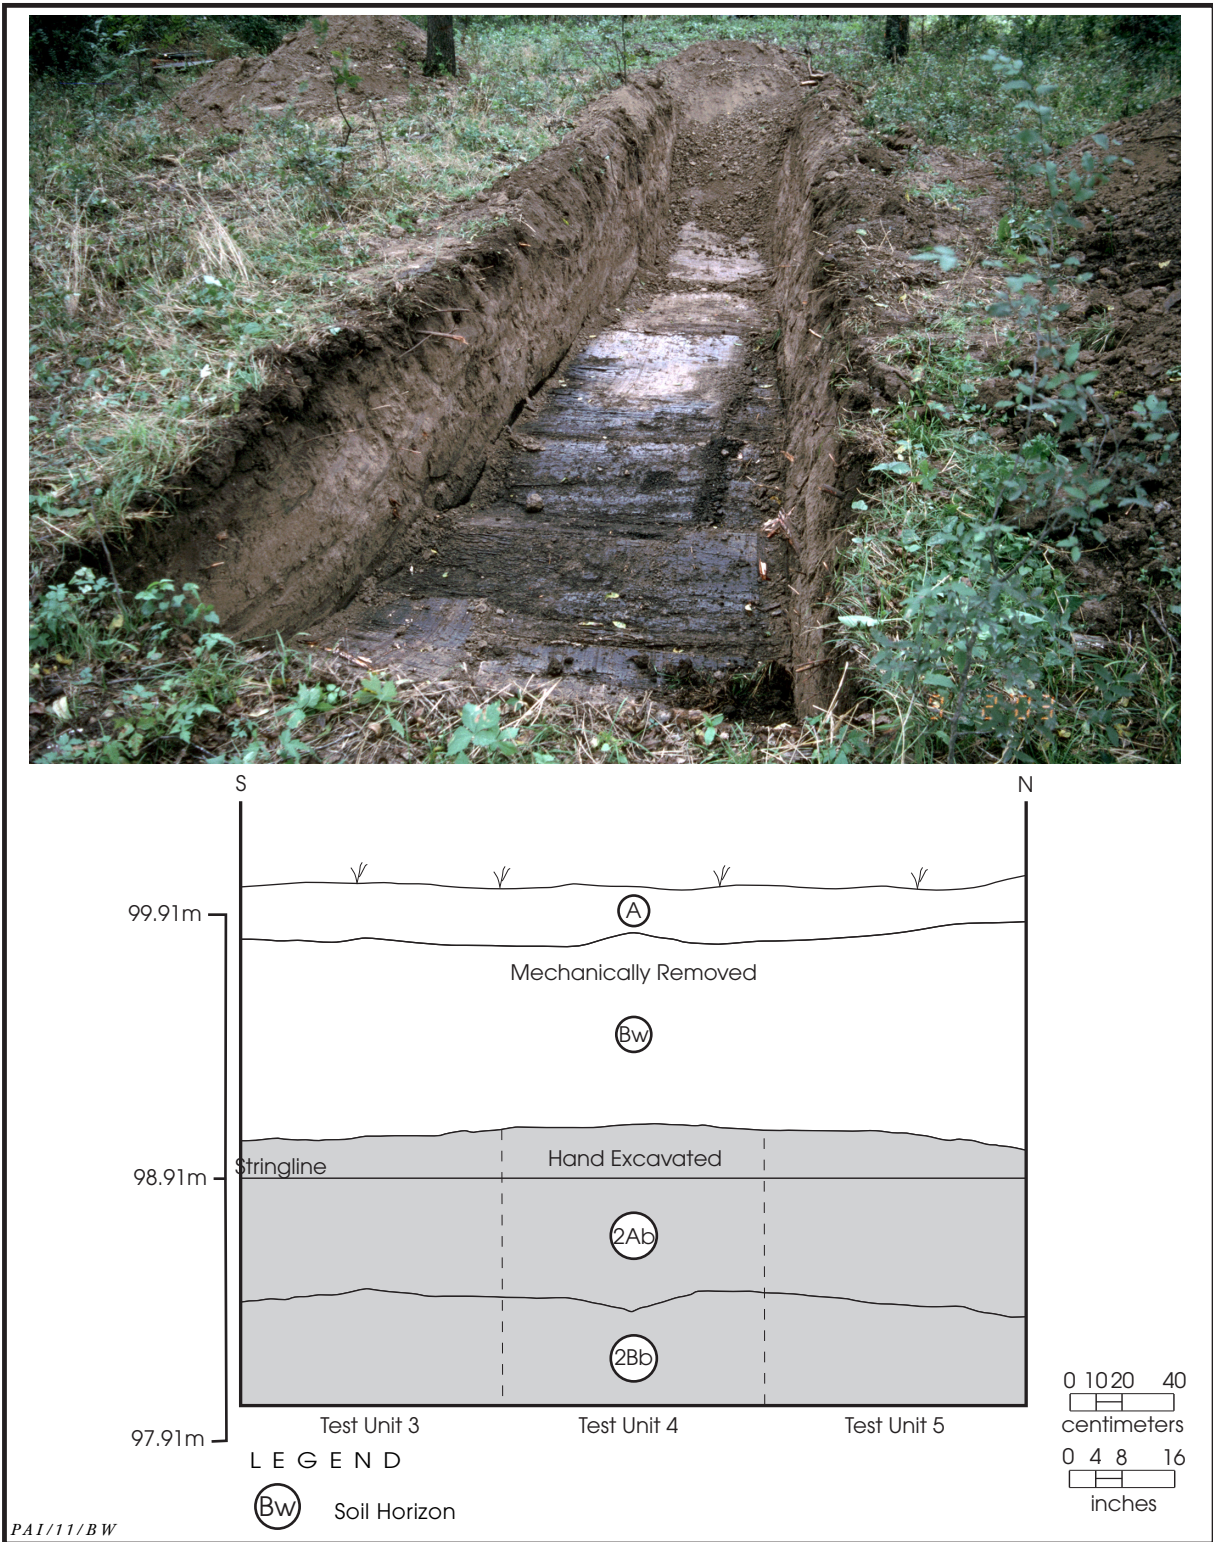 S N
99.91m
A
Mechanically Removed
Bw
Hand Excavated
Stringline
98.91m
2Ab
2Bb
0 10 20 40
centimeters
Test Unit 3 Test Unit 4 Test Unit 5
97.91m
0 4 8 16
inches
LEGEND
Bw Soil Horizon
PAI/11/BW